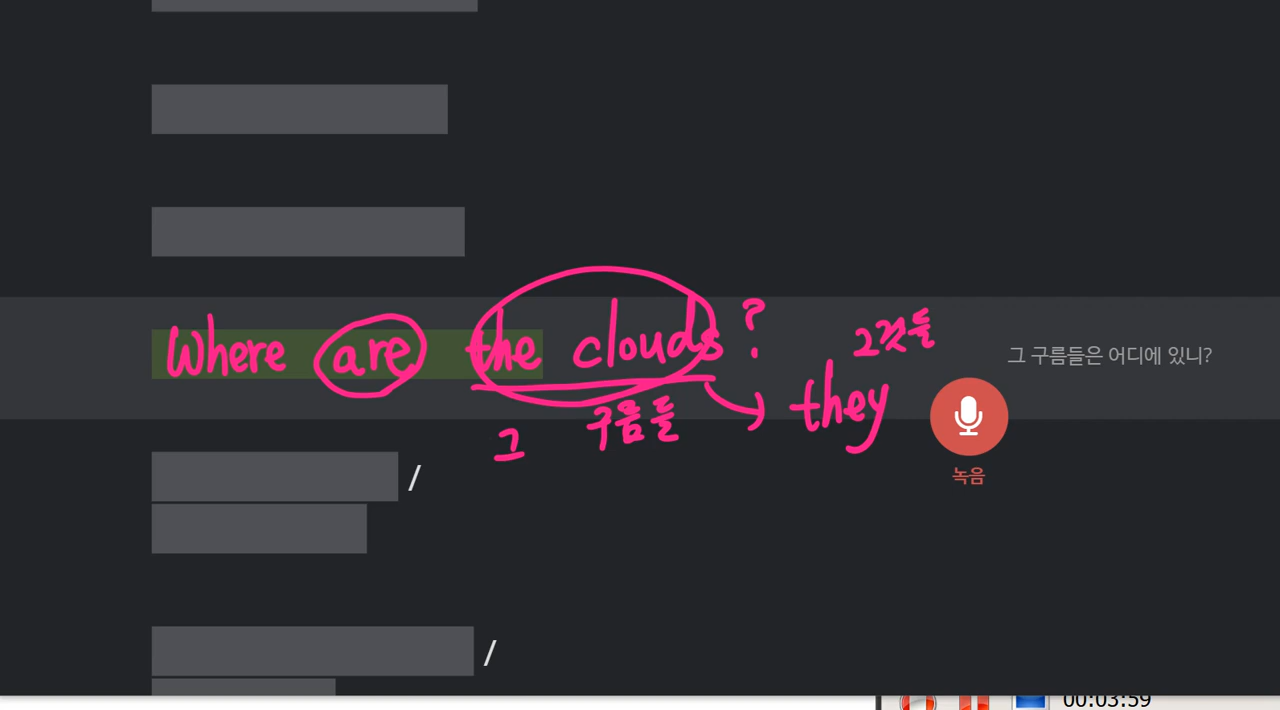 Where are the clouds?
그 구름들
they
그것들
그 구름들은 어디에 있니?
녹음
/
/
00:03:59